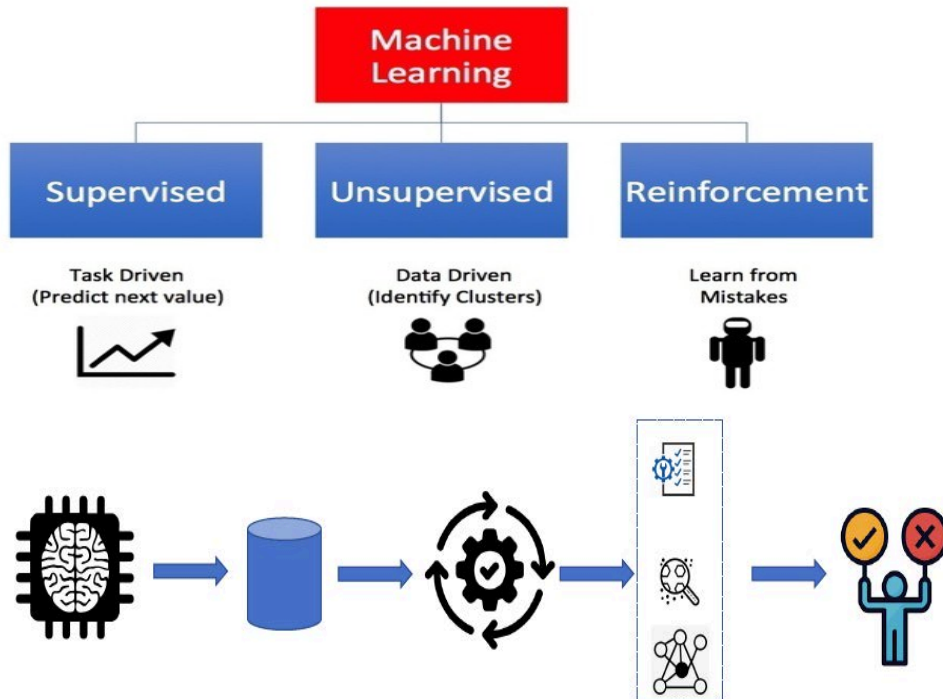 Machine
Learning
Supervised
Unsupervised
Reinforcement
Task Driven
(Predict next value)
Data Driven
(Identify Clusters)
Learn from
Mistakes